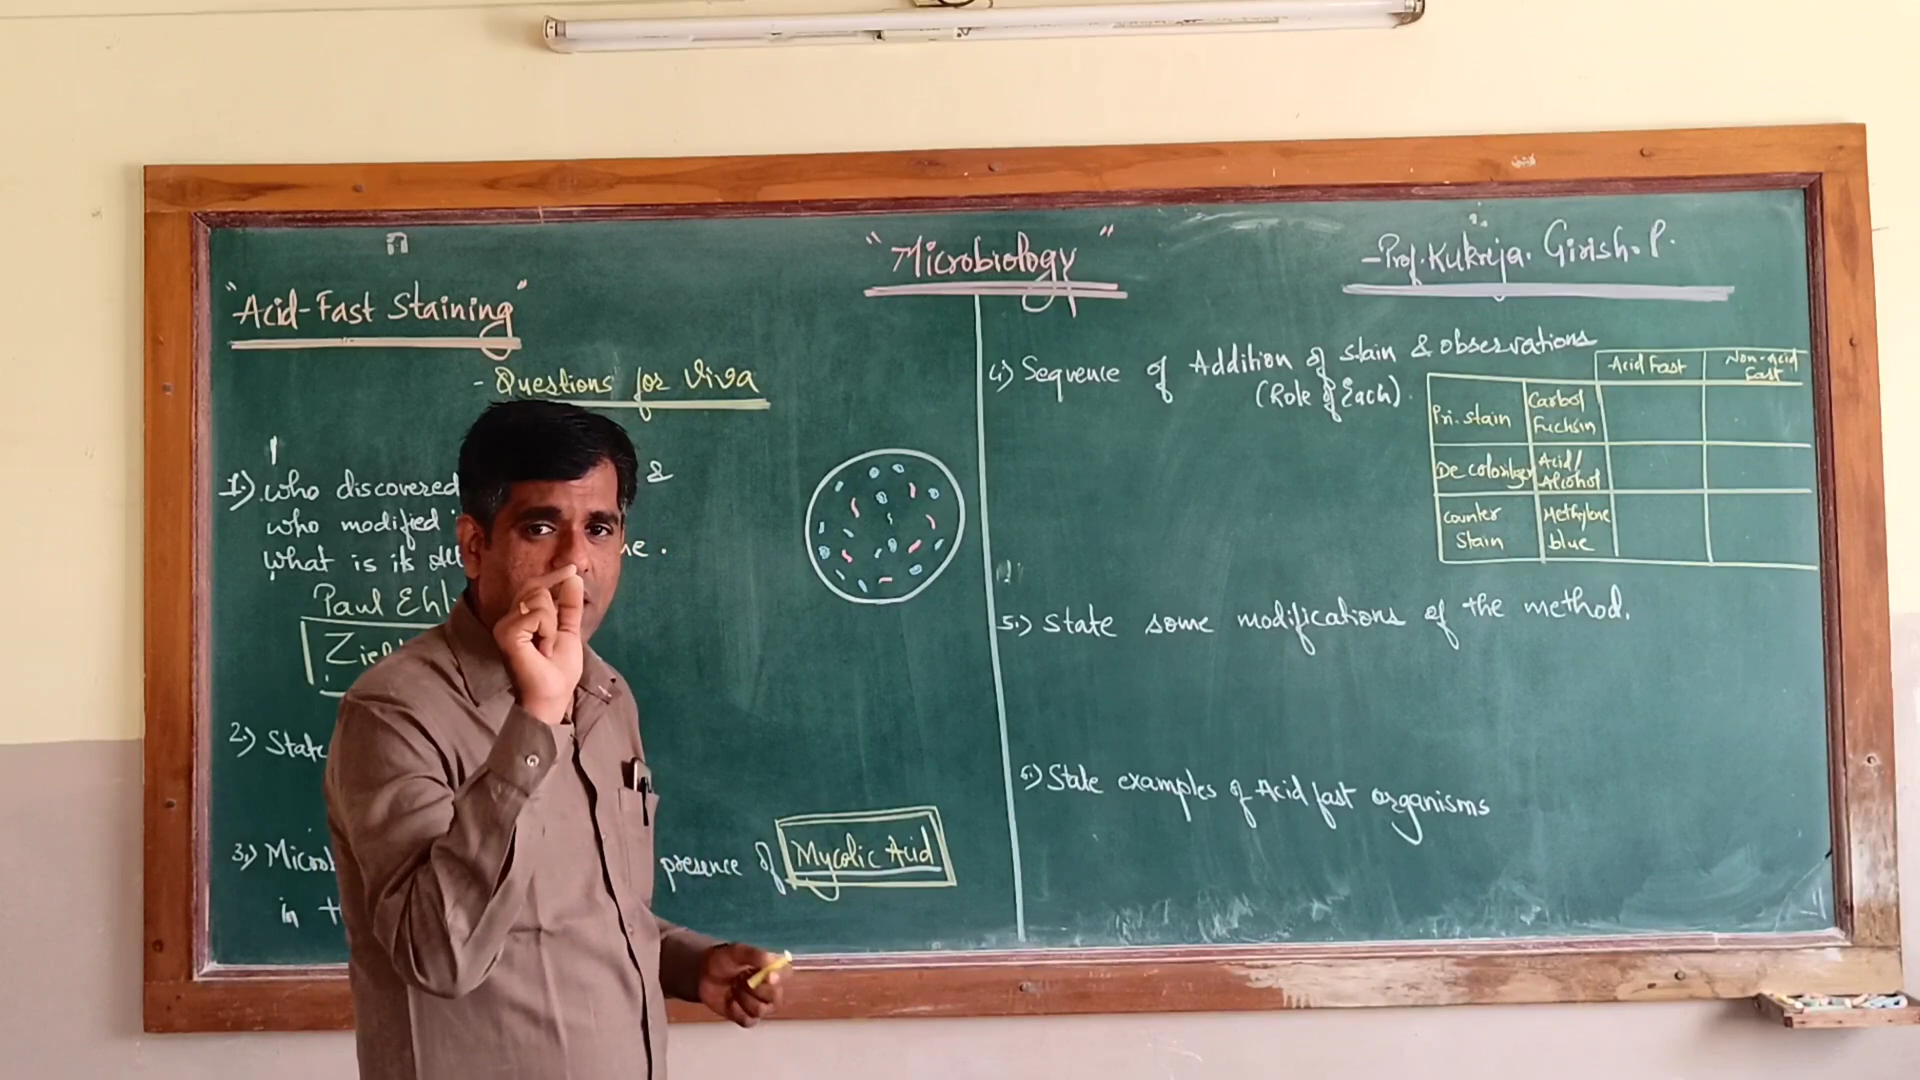 "Microbiology"
-Prof. Kukreja. Girish. P.
"Acid-Fast Staining"
- Questions for Viva
1.) who discovered &
who modified
What is its
Paul Ehl
Ziehl
2.) State
3.) Microb presence of Mycolic Acid
in
4.) Sequence of Addition of stain & observations
(Role of Each).
Acid Fast Non-acid Fast
Pri. stain Carbol Fuchsin
Decolorilizer Acid/ Alcohol
Counter Stain Methylene blue
5.) State some modifications of the method.
6.) State examples of Acid fast organisms